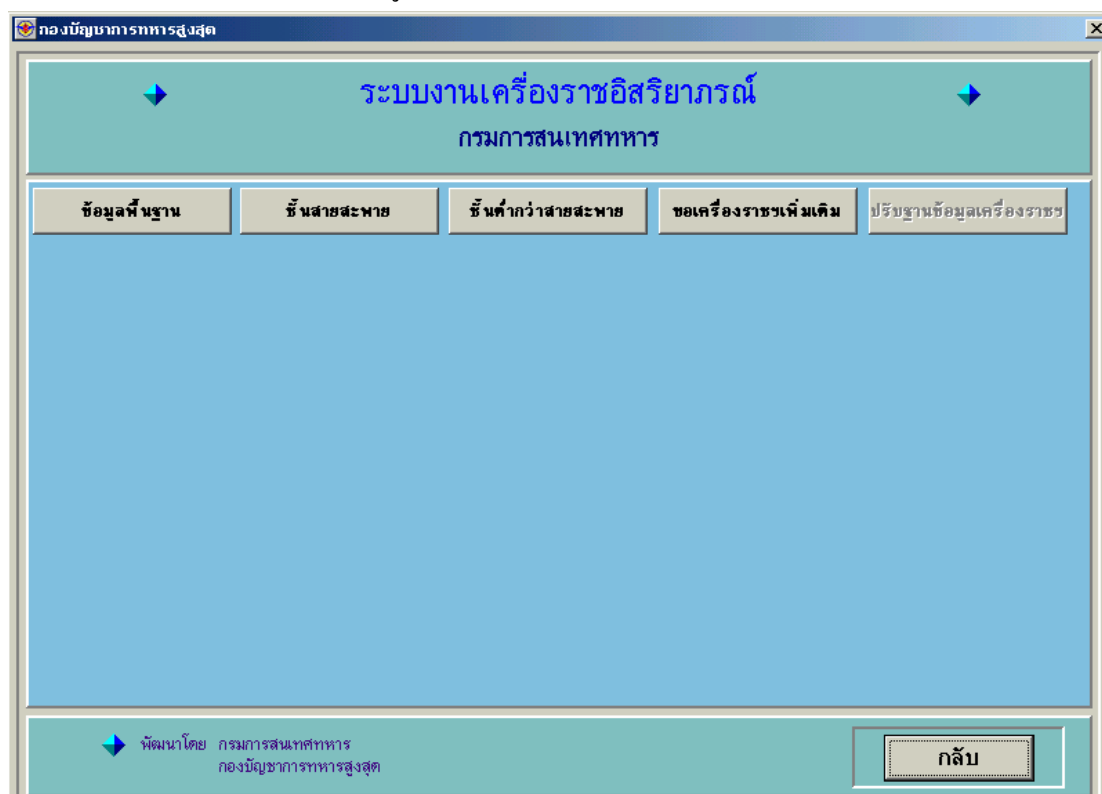 กองบัญชาการทหารสูงสุด
ระบบงานเครื่องราชอิสริยาภรณ์
กรมการสนเทศทหาร
ข้อมูลพื้นฐาน ชั้นสายสะพาย ชั้นต่ำกว่าสายสะพาย ขอเครื่องราชฯเพิ่มเติม ปรับฐานข้อมูลเครื่องราชฯ
พัฒนาโดย กรมการสนเทศทหาร
กองบัญชาการทหารสูงสุด
กลับ